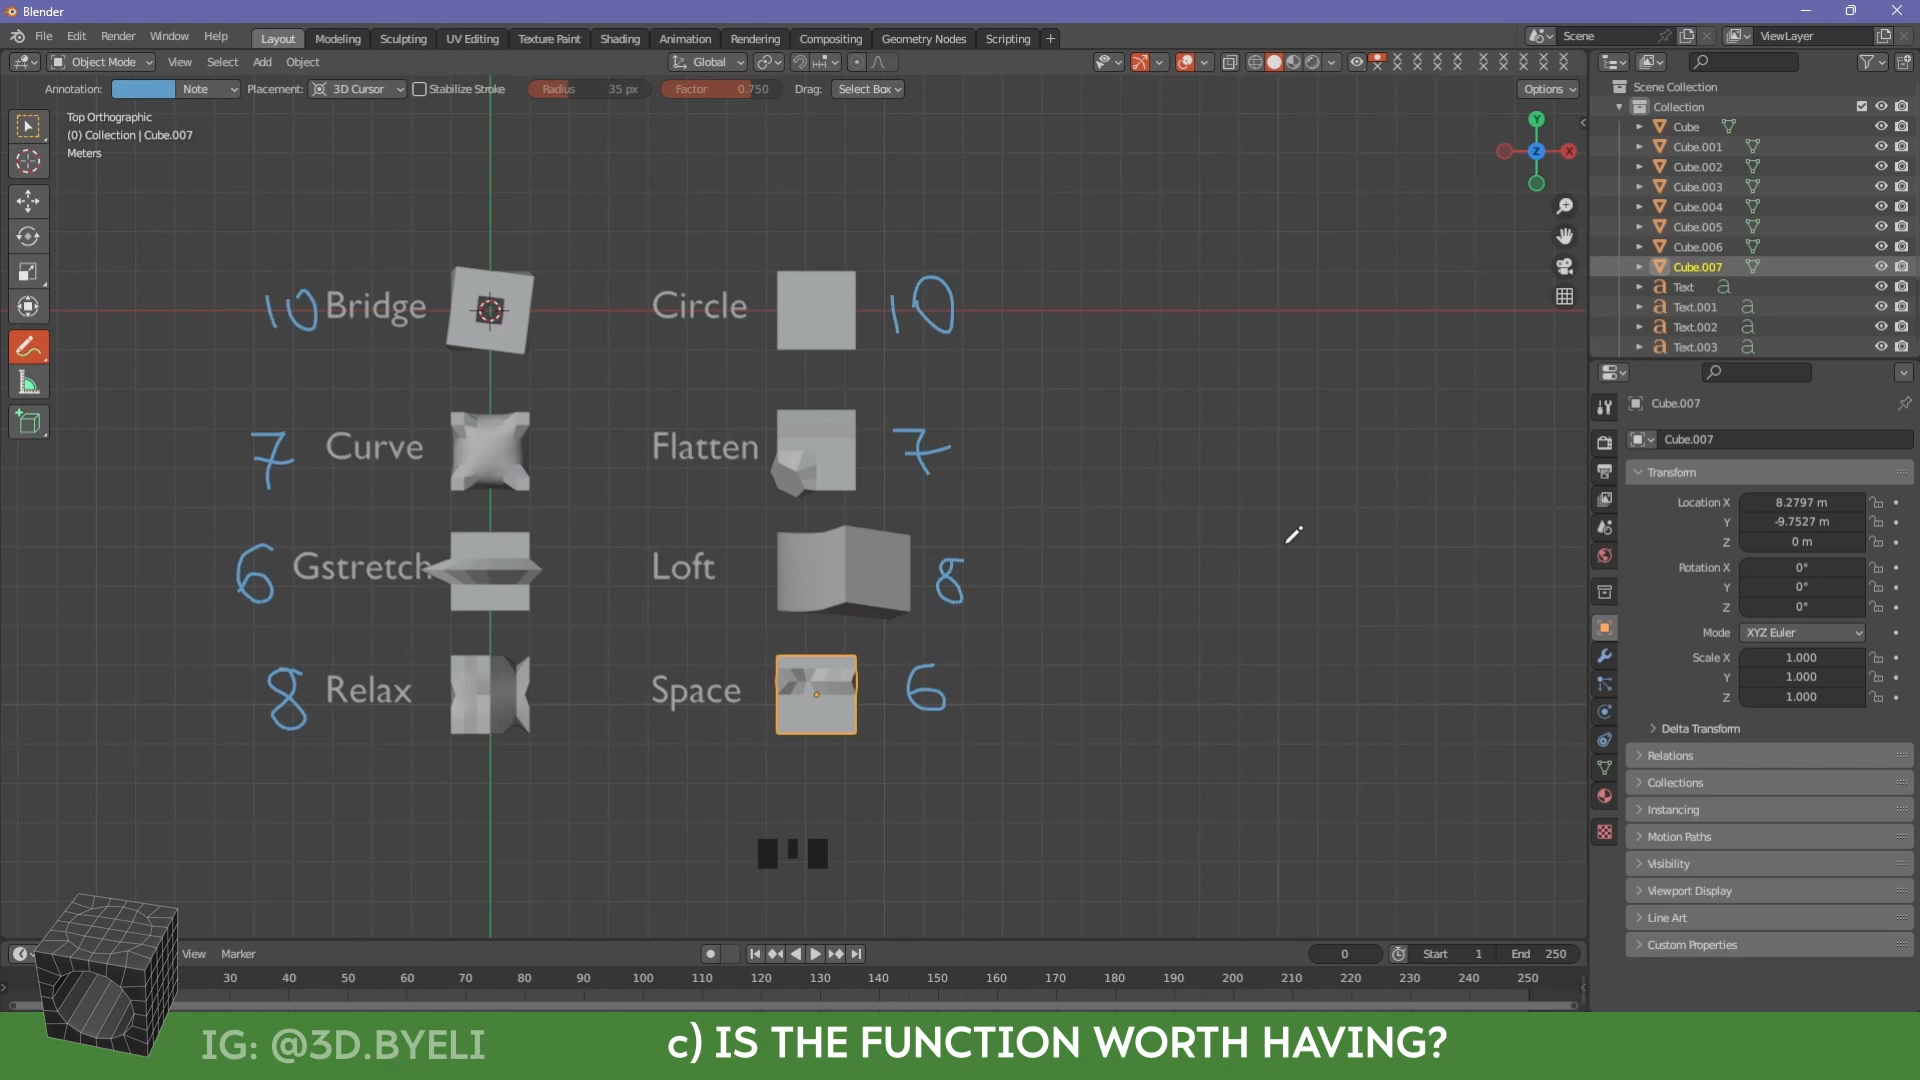 Blender
File Edit Render Window Help Layout Modeling Sculpting UV Editing Texture Paint Shading Animation Rendering Compositing Geometry Nodes Scripting + Scene ViewLayer
Object Mode View Select Add Object Global
Annotation: Note Placement: 3D Cursor Stabilize Stroke Radius 35 px Factor 0.750 Drag: Select Box Options
Top Orthographic
(0) Collection | Cube.007
Meters
Y
Z X
10 Bridge Circle 10
7 Curve Flatten 7
6 Gstretch Loft 8
8 Relax Space 6
Scene Collection
Collection
Cube
Cube.001
Cube.002
Cube.003
Cube.004
Cube.005
Cube.006
Cube.007
Text
Text.001
Text.002
Text.003
Cube.007
Cube.007
Transform
Location X 8.2797 m
Y -9.7527 m
Z 0 m
Rotation X 0°
Y 0°
Z 0°
Mode XYZ Euler
Scale X 1.000
Y 1.000
Z 1.000
Delta Transform
Relations
Collections
Instancing
Motion Paths
Visibility
Viewport Display
Line Art
Custom Properties
View Marker 0 Start 1 End 250
30 40 50 60 70 80 90 100 110 120 130 140 150 160 170 180 190 200 210 220 230 240 250
IG: @3D.BYELI
c) IS THE FUNCTION WORTH HAVING?